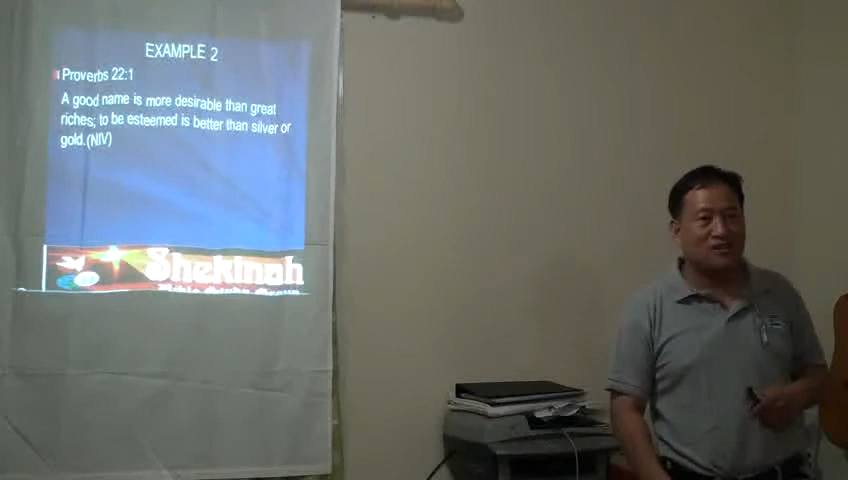 EXAMPLE 2
Proverbs 22:1
A good name is more desirable than great
riches; to be esteemed is better than silver or
gold.(NIV)
Shekinah